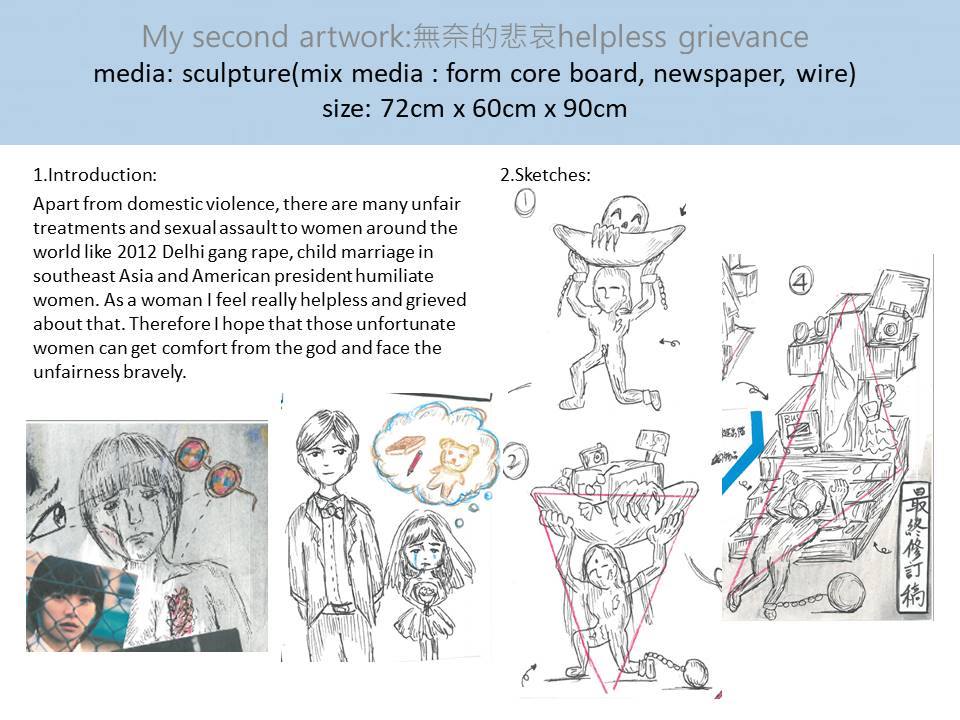 My second artwork:無奈的悲哀helpless grievance
media: sculpture(mix media : form core board, newspaper, wire)
size: 72cm x 60cm x 90cm
1.Introduction:
Apart from domestic violence, there are many unfair
treatments and sexual assault to women around the
world like 2012 Delhi gang rape, child marriage in
southeast Asia and American president humiliate
women. As a woman I feel really helpless and grieved
about that. Therefore I hope that those unfortunate
women can get comfort from the god and face the
unfairness bravely.
2.Sketches:
1
2
4
BUS
最終修訂稿